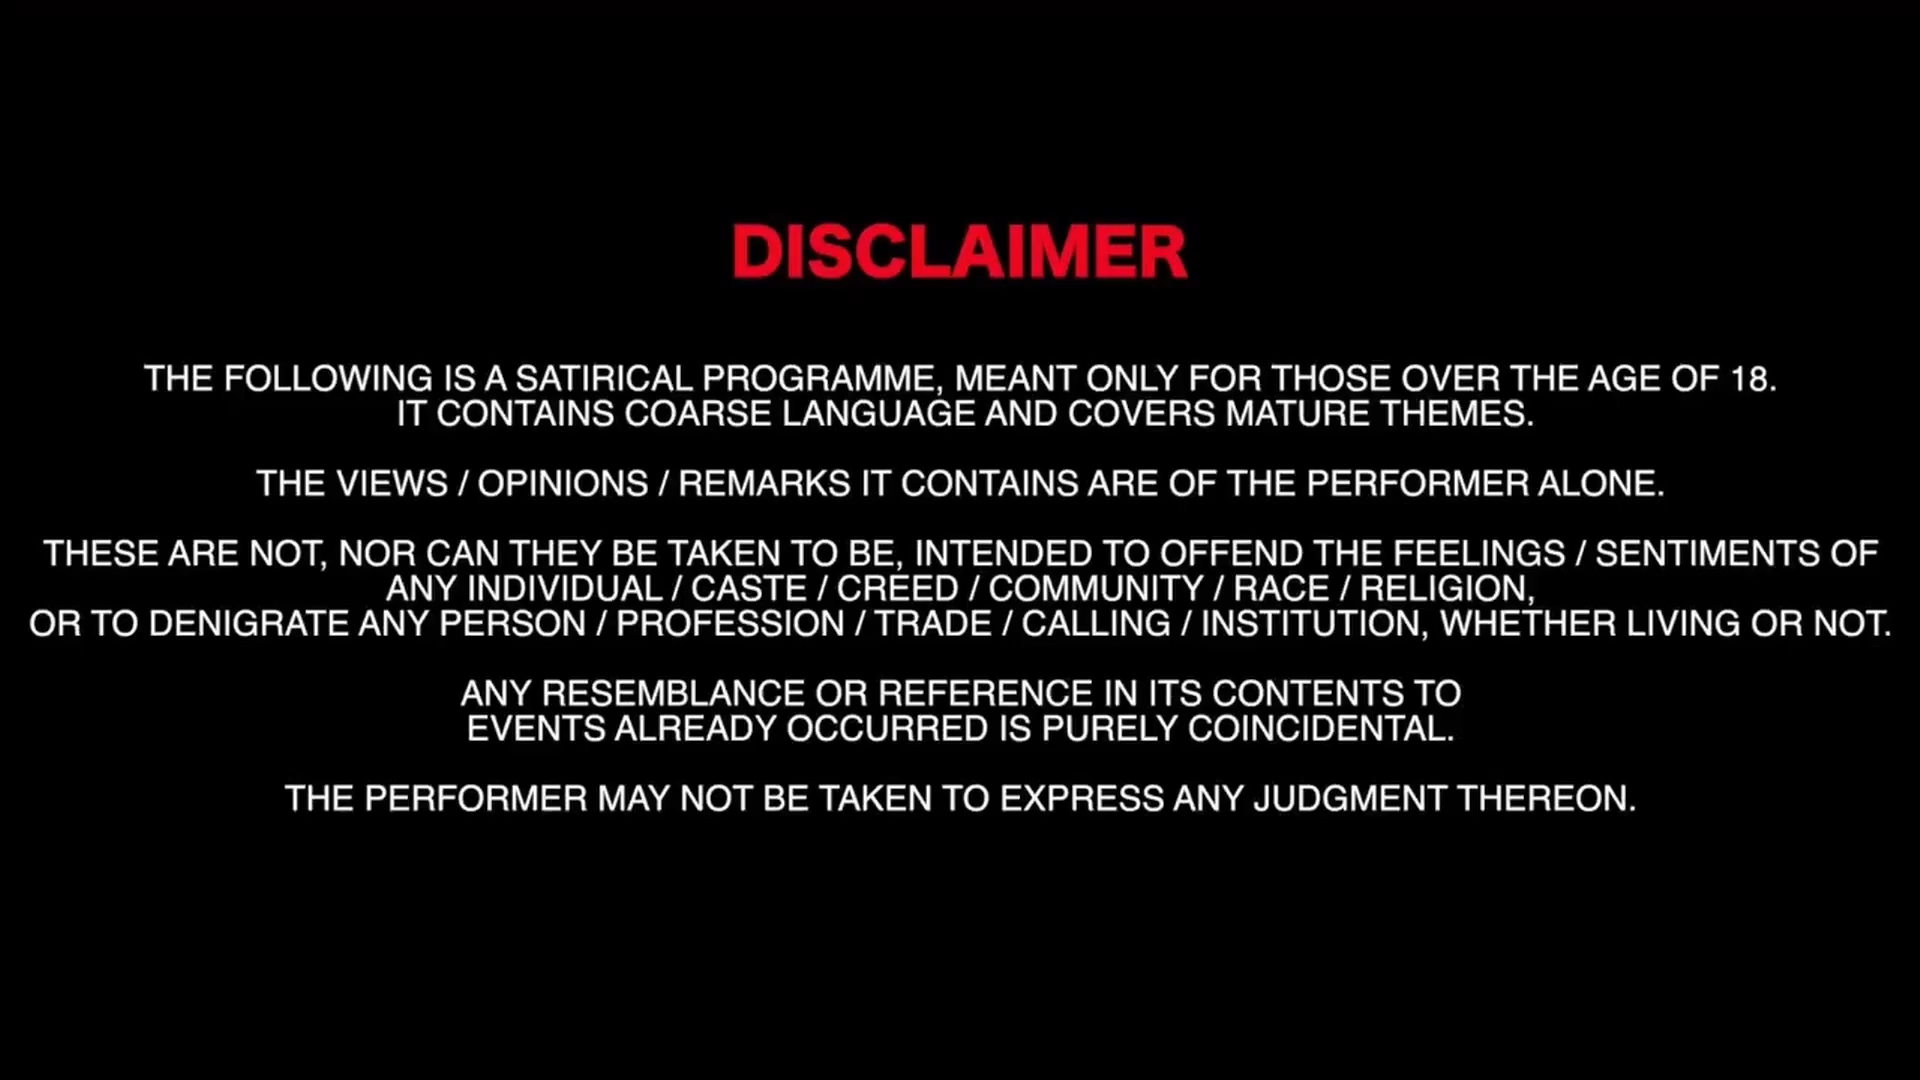 DISCLAIMER
THE FOLLOWING IS A SATIRICAL PROGRAMME, MEANT ONLY FOR THOSE OVER THE AGE OF 18.
IT CONTAINS COARSE LANGUAGE AND COVERS MATURE THEMES.
THE VIEWS / OPINIONS / REMARKS IT CONTAINS ARE OF THE PERFORMER ALONE.
THESE ARE NOT, NOR CAN THEY BE TAKEN TO BE, INTENDED TO OFFEND THE FEELINGS / SENTIMENTS OF
ANY INDIVIDUAL / CASTE / CREED / COMMUNITY / RACE / RELIGION,
OR TO DENIGRATE ANY PERSON / PROFESSION / TRADE / CALLING / INSTITUTION, WHETHER LIVING OR NOT.
ANY RESEMBLANCE OR REFERENCE IN ITS CONTENTS TO
EVENTS ALREADY OCCURRED IS PURELY COINCIDENTAL.
THE PERFORMER MAY NOT BE TAKEN TO EXPRESS ANY JUDGMENT THEREON.